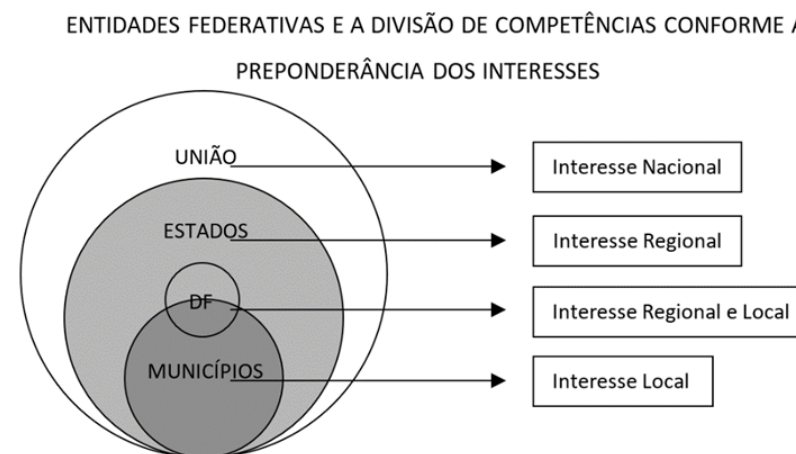 ENTIDADES FEDERATIVAS E A DIVISÃO DE COMPETÊNCIAS CONFORME A
PREPONDERÂNCIA DOS INTERESSES
UNIÃO
Interesse Nacional
ESTADOS
Interesse Regional
DF
Interesse Regional e Local
MUNICÍPIOS
Interesse Local